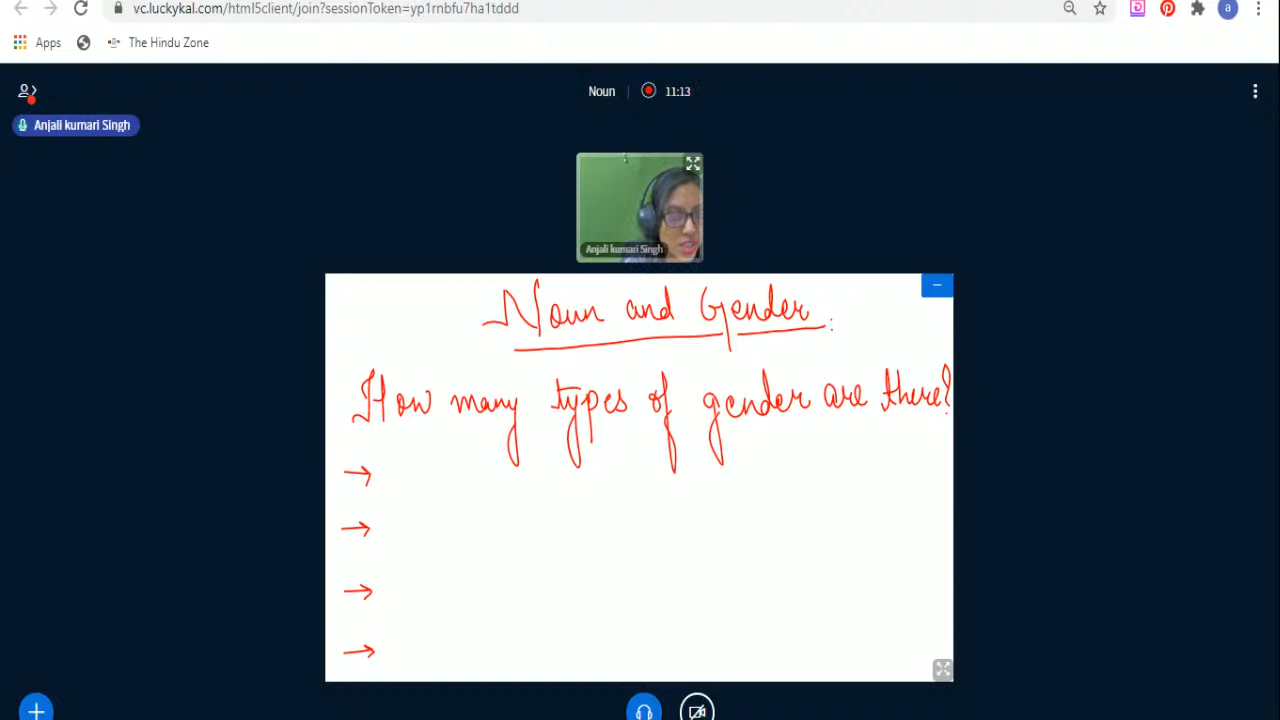 vc.luckykal.com/html5client/join?sessionToken=yp1rnbfu7ha1tddd
a
Apps
The Hindu Zone
Noun
11:13
Anjali kumari Singh
Anjali kumari Singh
Noun and Gender.
How many types of gender are there?
→
→
→
→